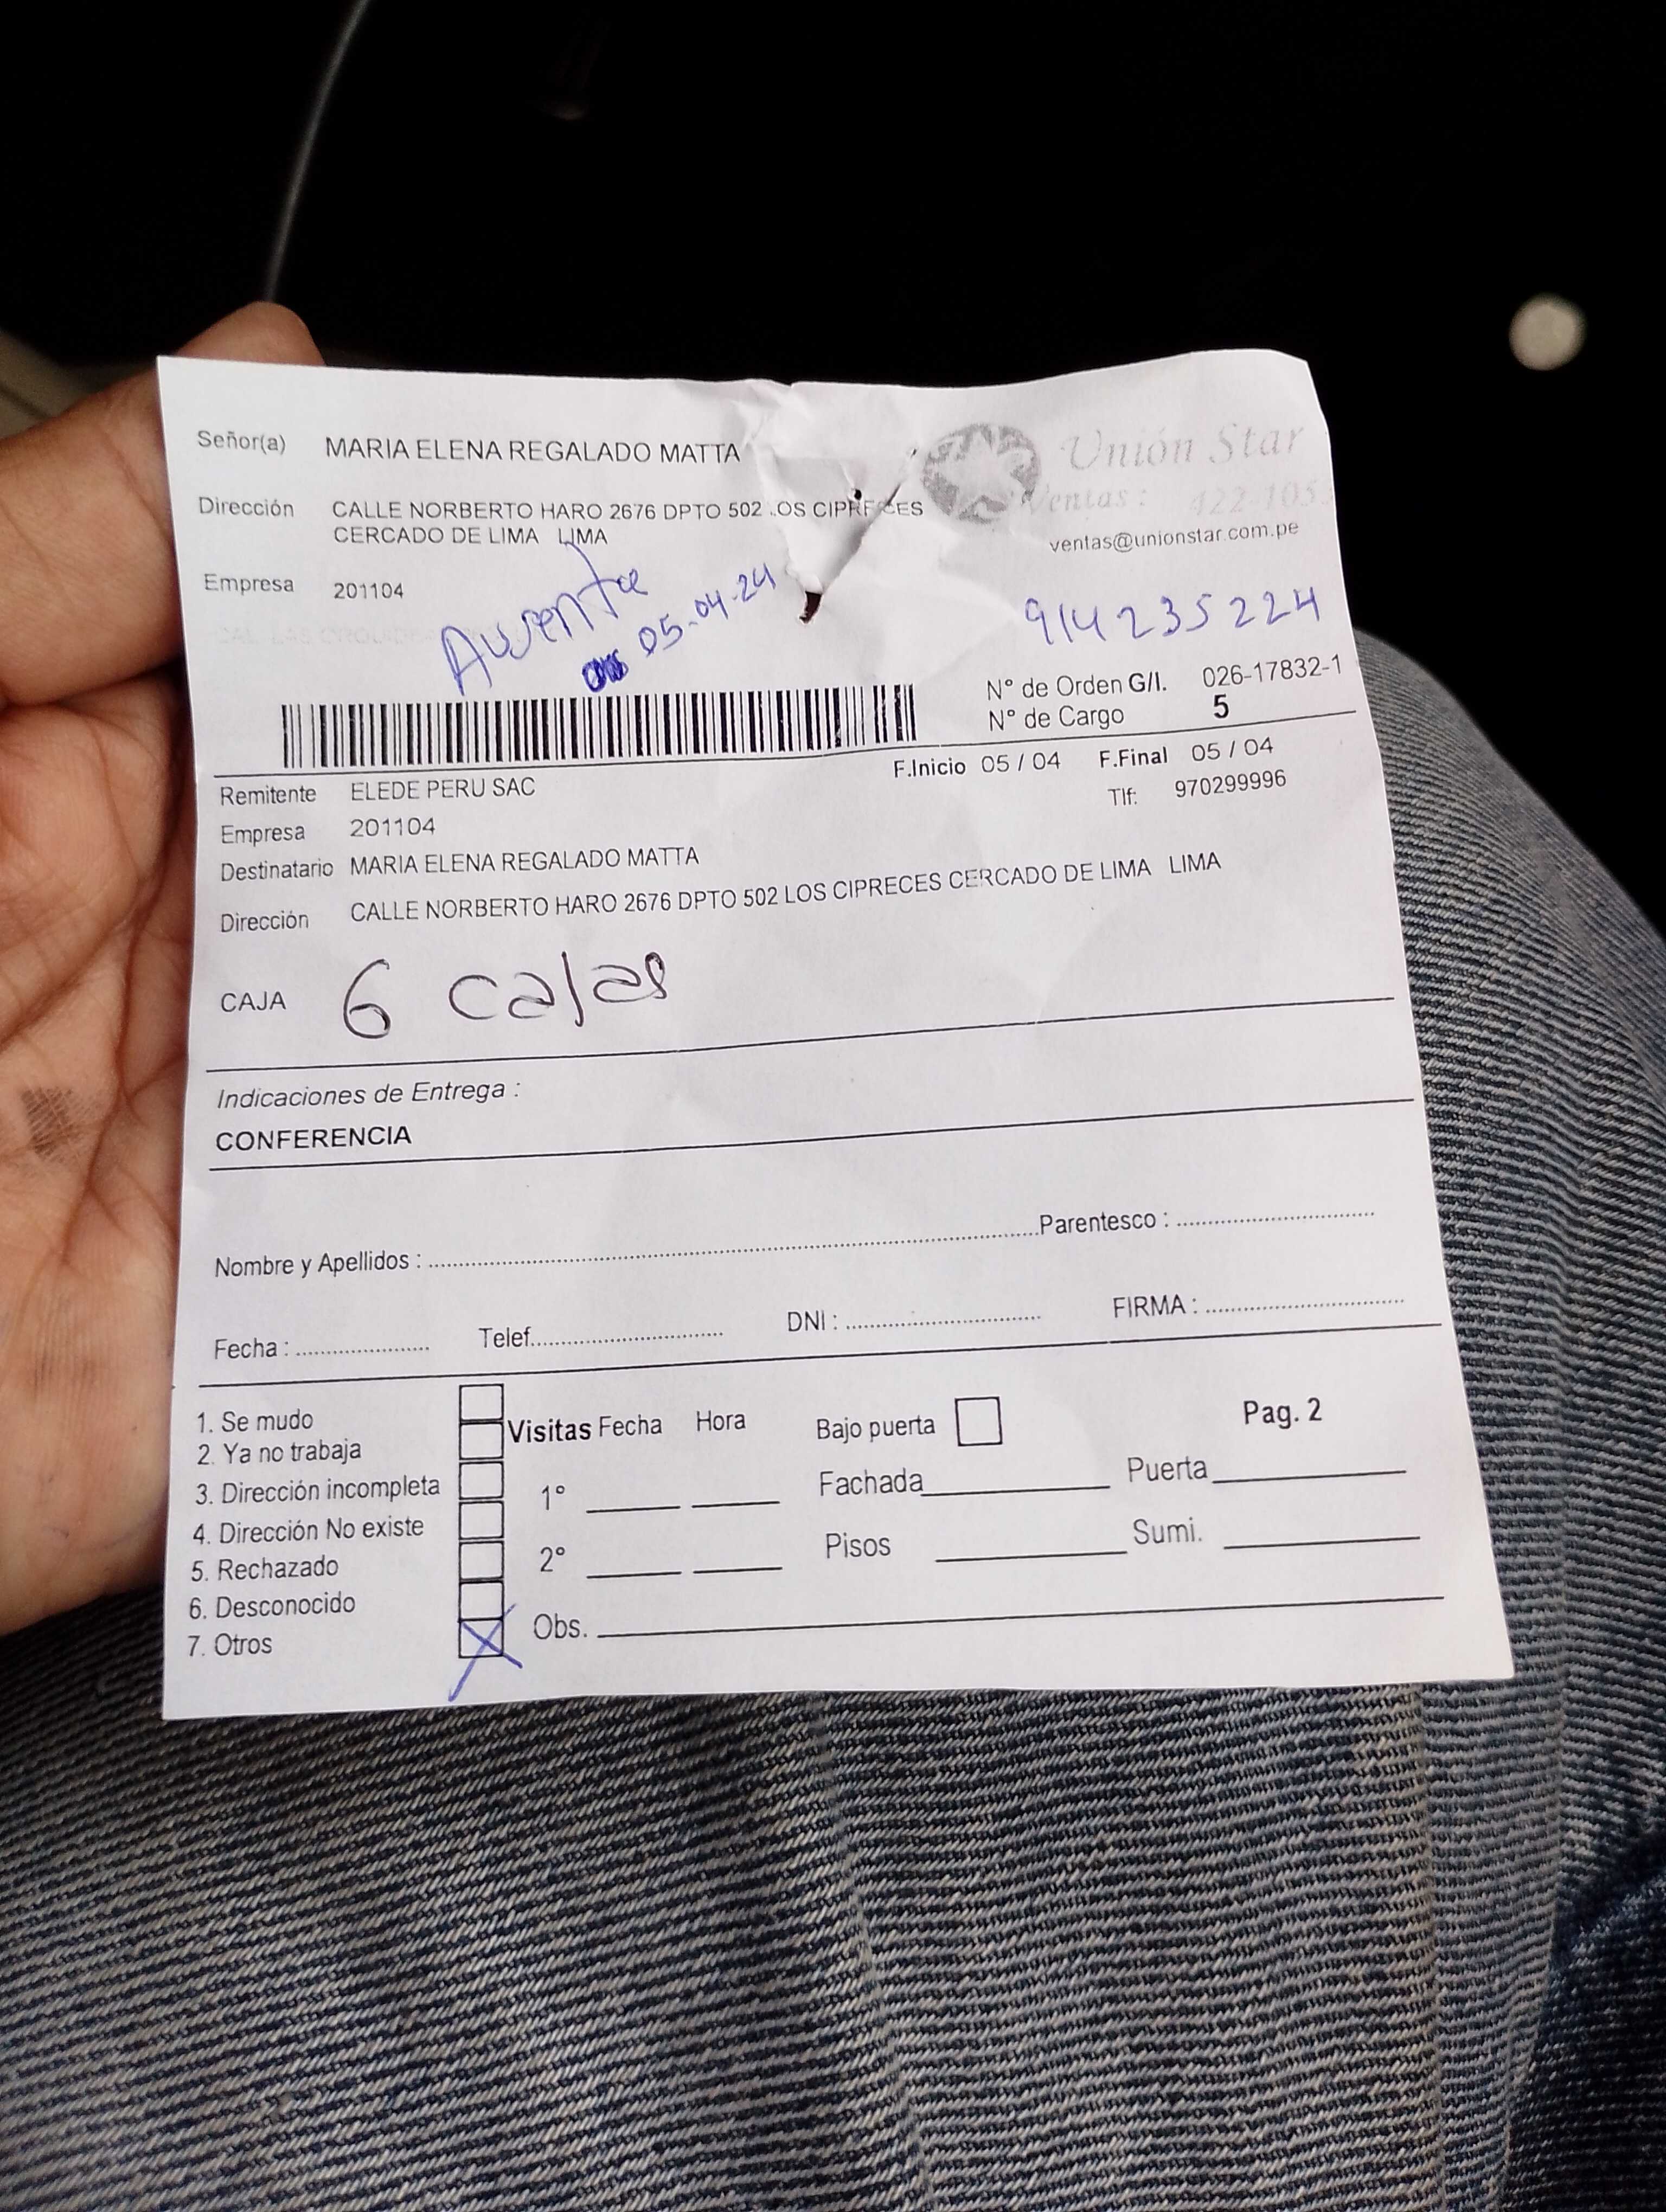 Señor(a) MARIA ELENA REGALADO MATTA
Unión Star
Ventas : 422-105
Dirección CALLE NORBERTO HARO 2676 DPTO 502 LOS CIPRECES
CERCADO DE LIMA LIMA
ventas@unionstar.com.pe
Empresa 201104
Ausente
05-04-24
914235224
N° de Orden G/I. 026-17832-1
N° de Cargo 5
F.Inicio 05 / 04 F.Final 05 / 04
Remitente ELEDE PERU SAC
Tlf: 970299996
Empresa 201104
Destinatario MARIA ELENA REGALADO MATTA
Dirección CALLE NORBERTO HARO 2676 DPTO 502 LOS CIPRECES CERCADO DE LIMA LIMA
CAJA 6 cajas
Indicaciones de Entrega :
CONFERENCIA
Nombre y Apellidos : Parentesco :
Fecha : Telef. DNI : FIRMA :
1. Se mudo
2. Ya no trabaja
3. Dirección incompleta
4. Dirección No existe
5. Rechazado
6. Desconocido
7. Otros
Visitas Fecha Hora
1°
2°
Obs.
Bajo puerta
Pag. 2
Fachada Puerta
Pisos Sumi.